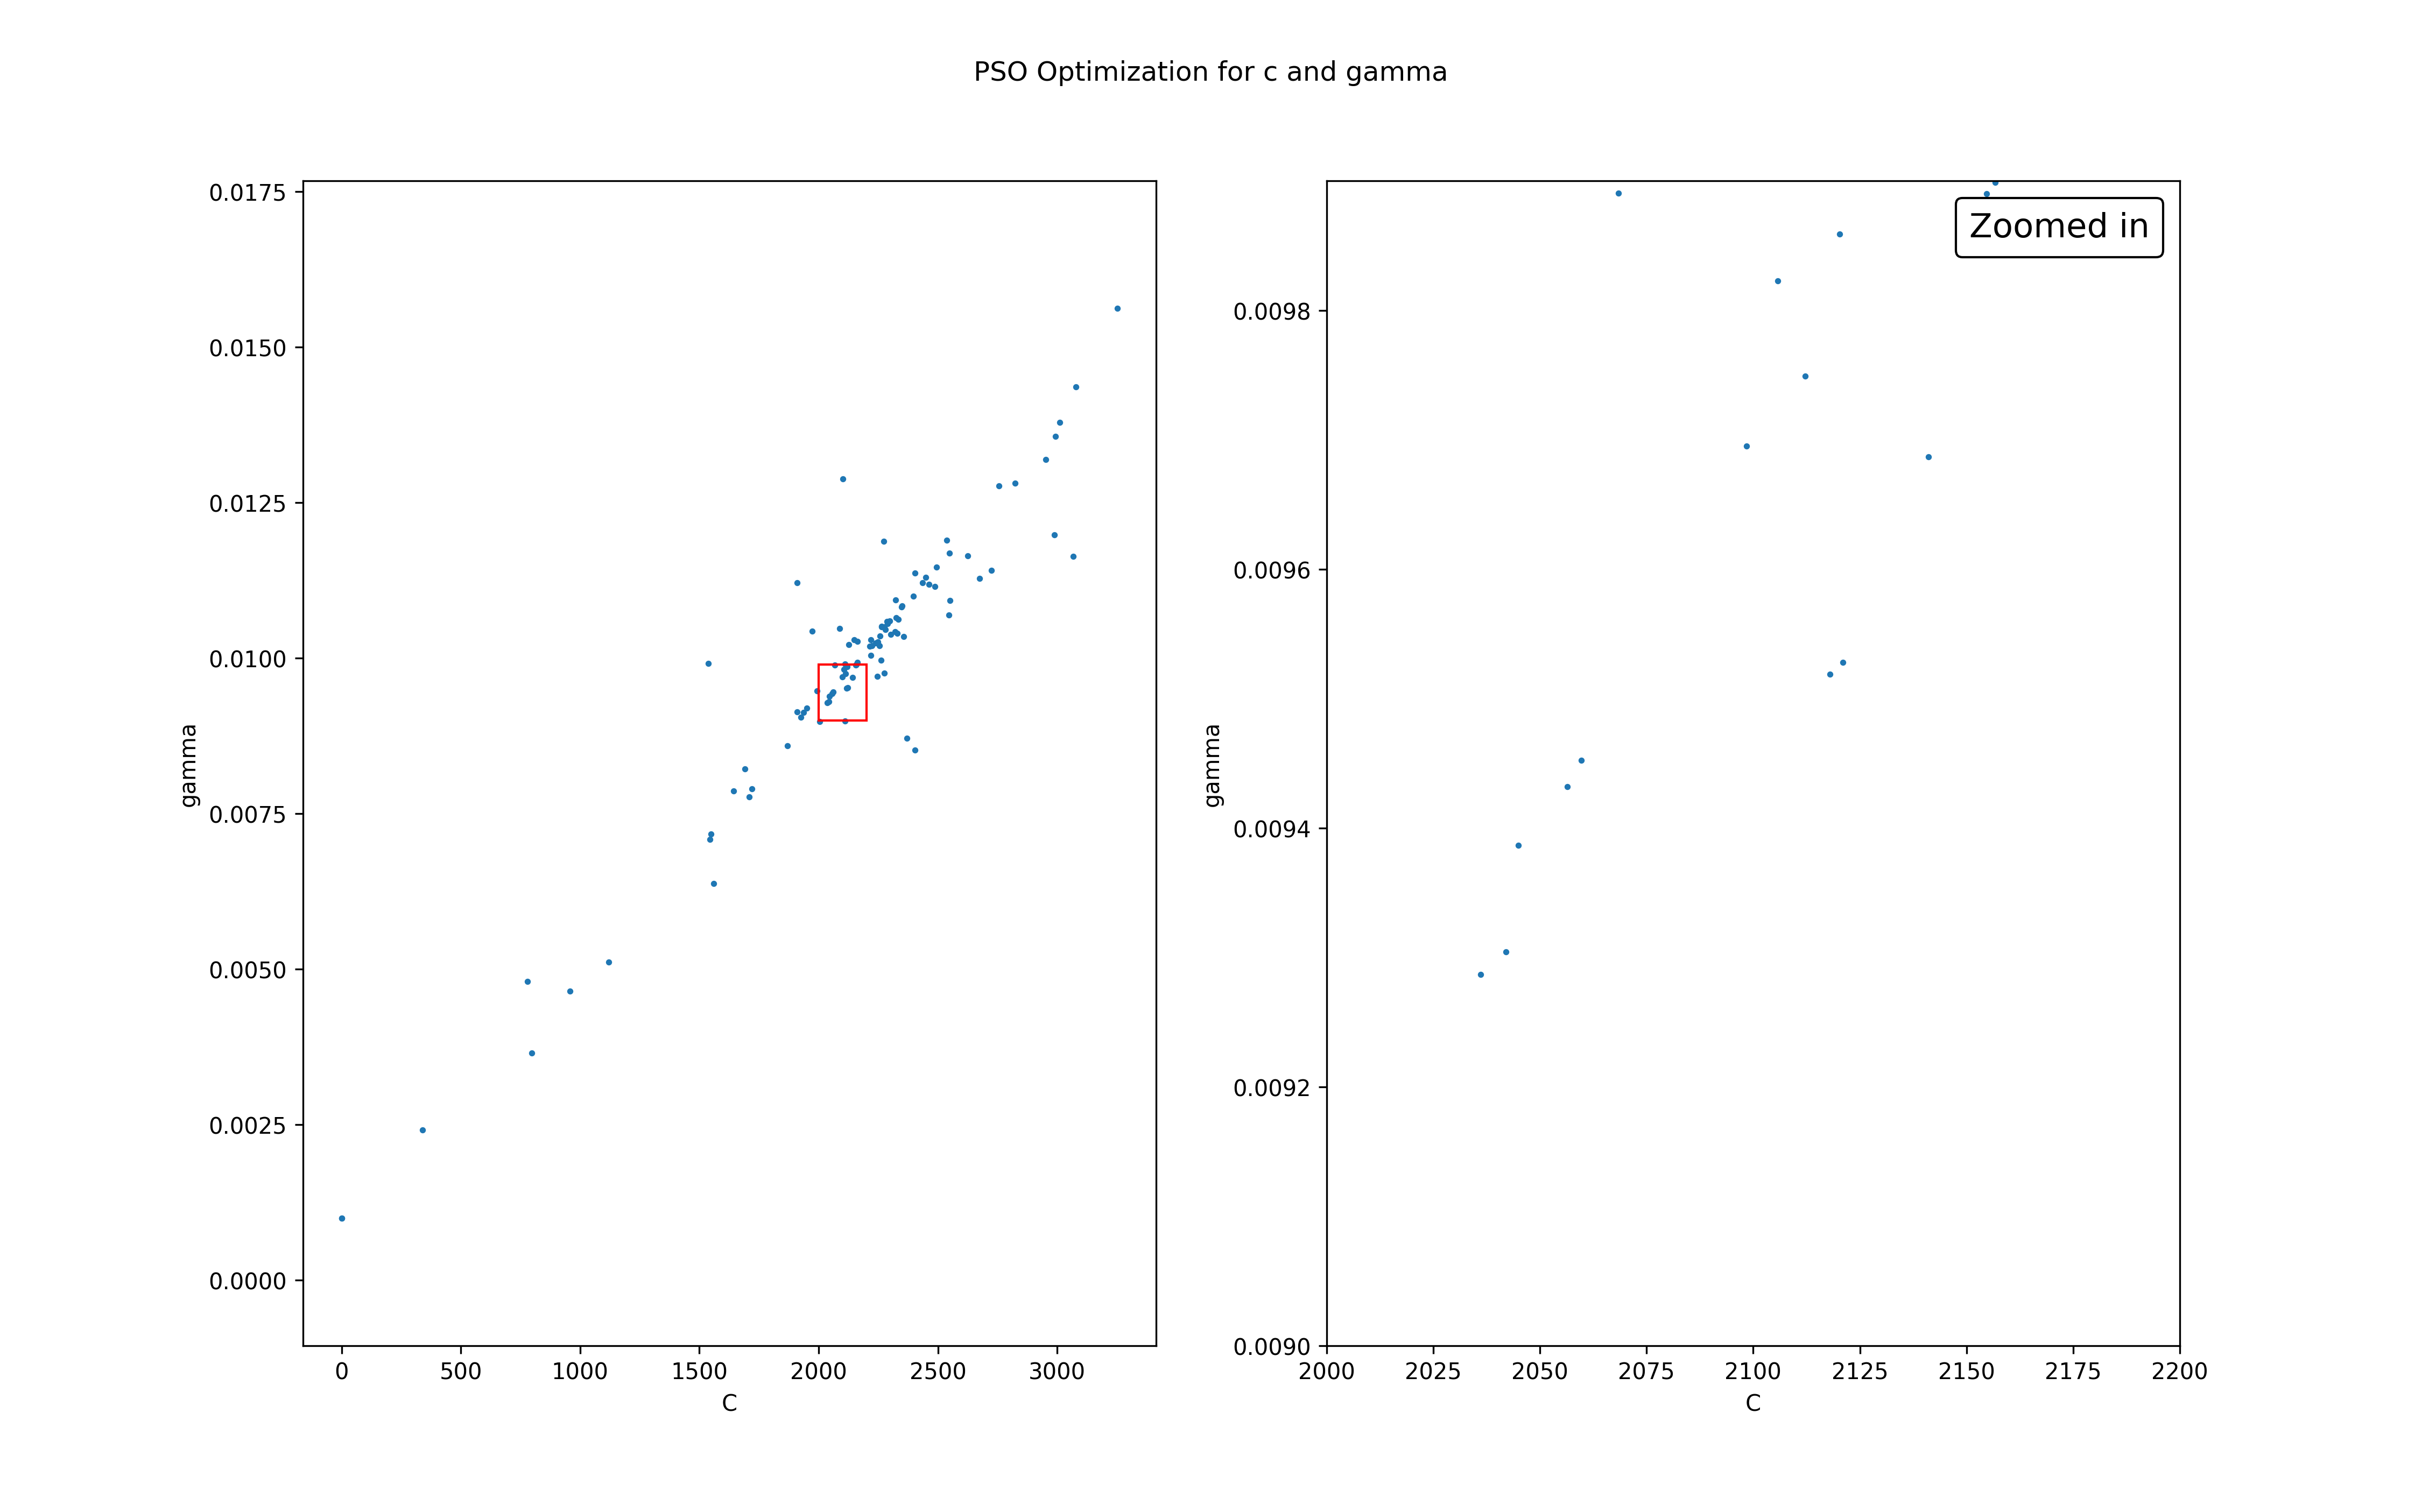 PSO Optimization for c and gamma
0.0175
0.0150
0.0125
0.0100
0.0075
0.0050
0.0025
0.0000
gamma
0 500 1000 1500 2000 2500 3000
C
Zoomed in
0.0098
0.0096
0.0094
0.0092
0.0090
gamma
2000 2025 2050 2075 2100 2125 2150 2175 2200
C